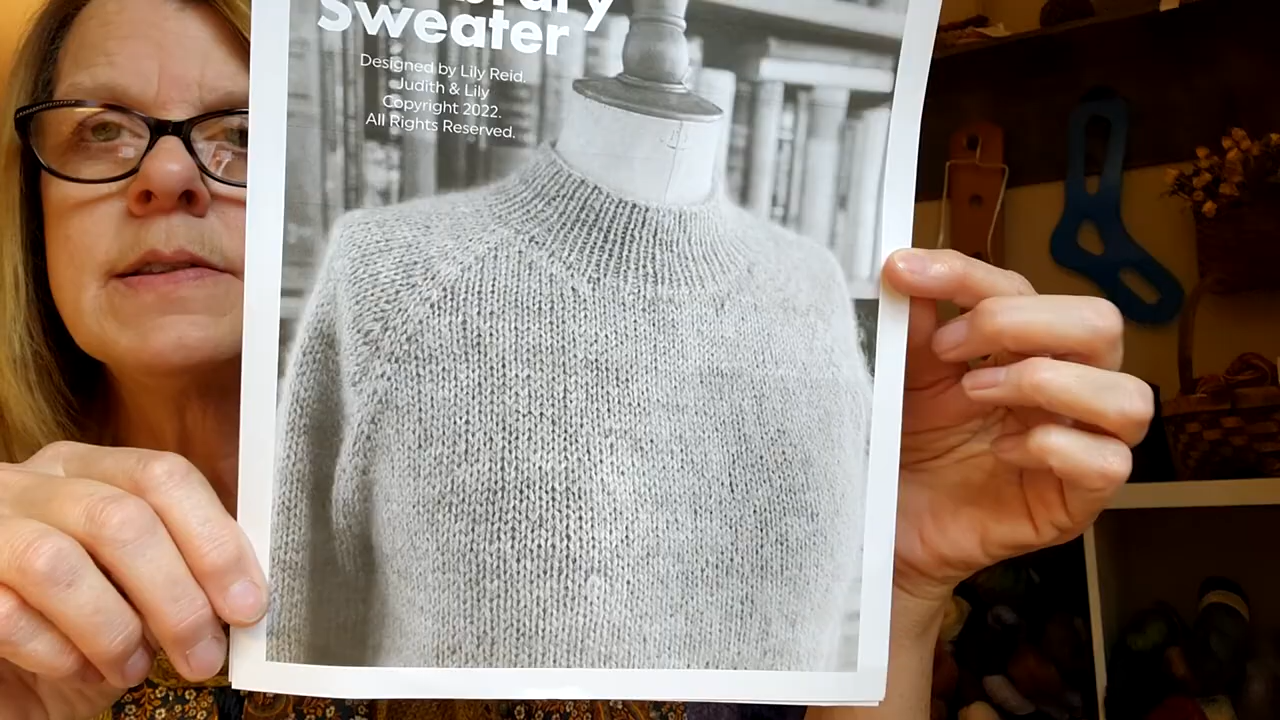 Sweater
Designed by Lily Reid.
Judith & Lily
Copyright 2022.
All Rights Reserved.